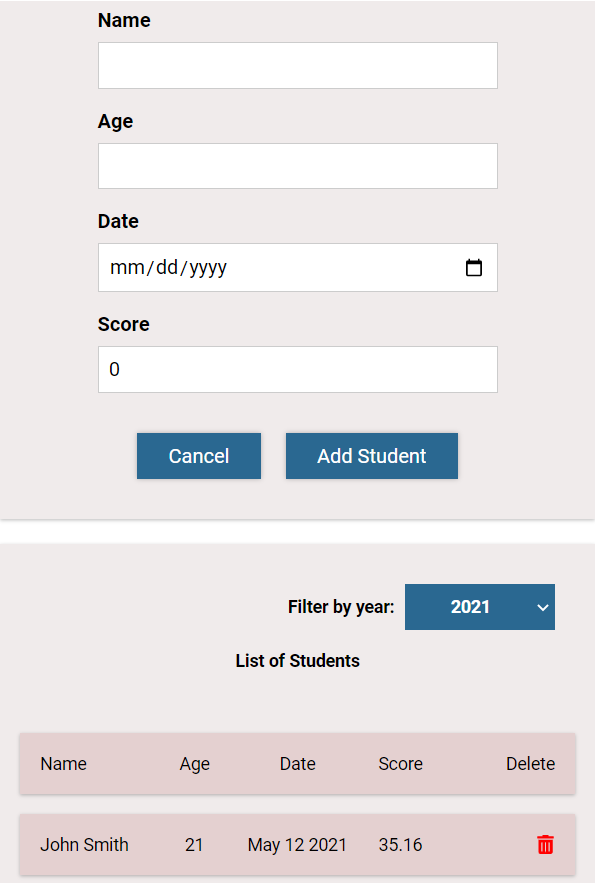 Name
Age
Date
mm/dd/yyyy
Score
0
Cancel Add Student
Filter by year: 2021
List of Students
Name Age Date Score Delete
John Smith 21 May 12 2021 35.16